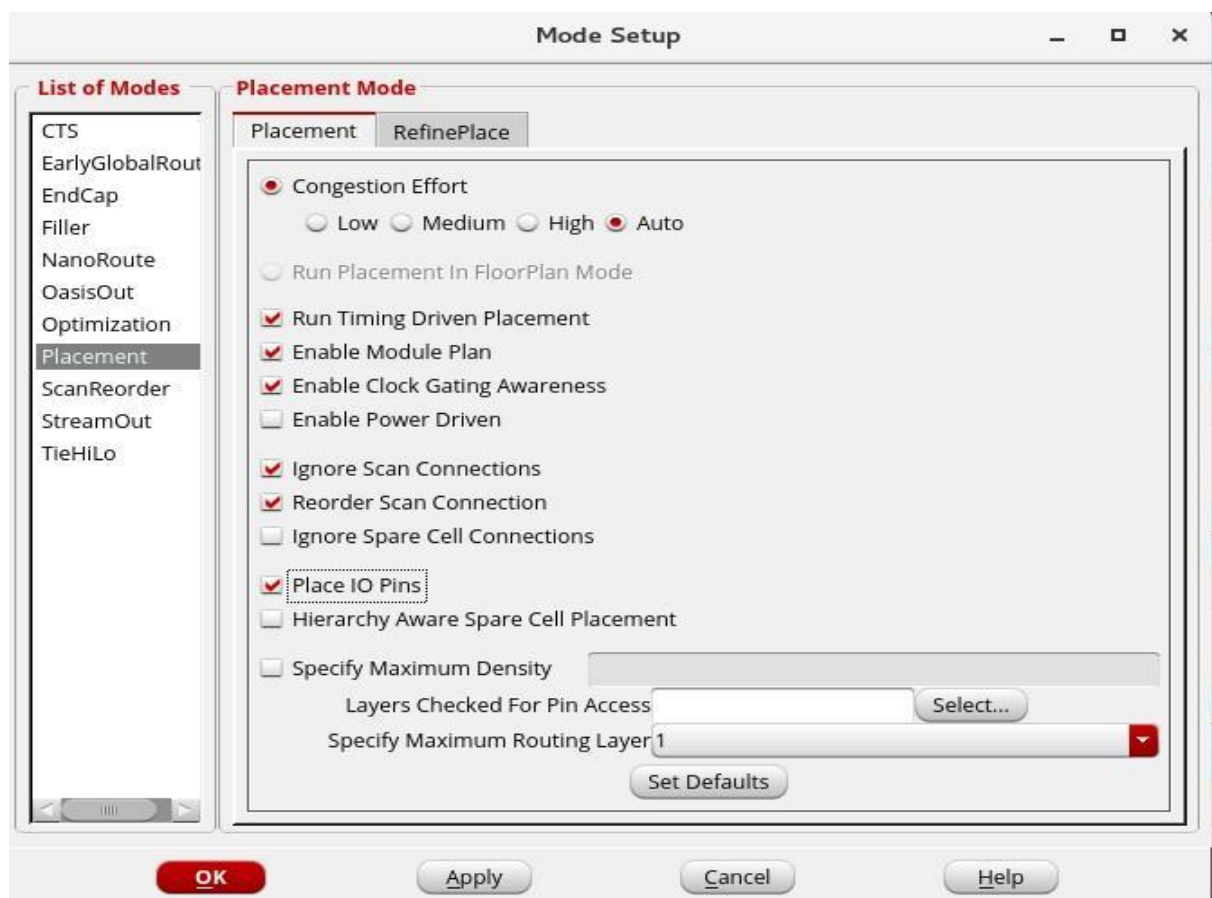 Mode Setup
List of Modes
CTS
EarlyGlobalRout
EndCap
Filler
NanoRoute
OasisOut
Optimization
Placement
ScanReorder
StreamOut
TieHiLo
Placement Mode
Placement RefinePlace
Congestion Effort
Low Medium High Auto
Run Placement In FloorPlan Mode
Run Timing Driven Placement
Enable Module Plan
Enable Clock Gating Awareness
Enable Power Driven
Ignore Scan Connections
Reorder Scan Connection
Ignore Spare Cell Connections
Place IO Pins
Hierarchy Aware Spare Cell Placement
Specify Maximum Density
Layers Checked For Pin Access Select...
Specify Maximum Routing Layer 1
Set Defaults
OK Apply Cancel Help